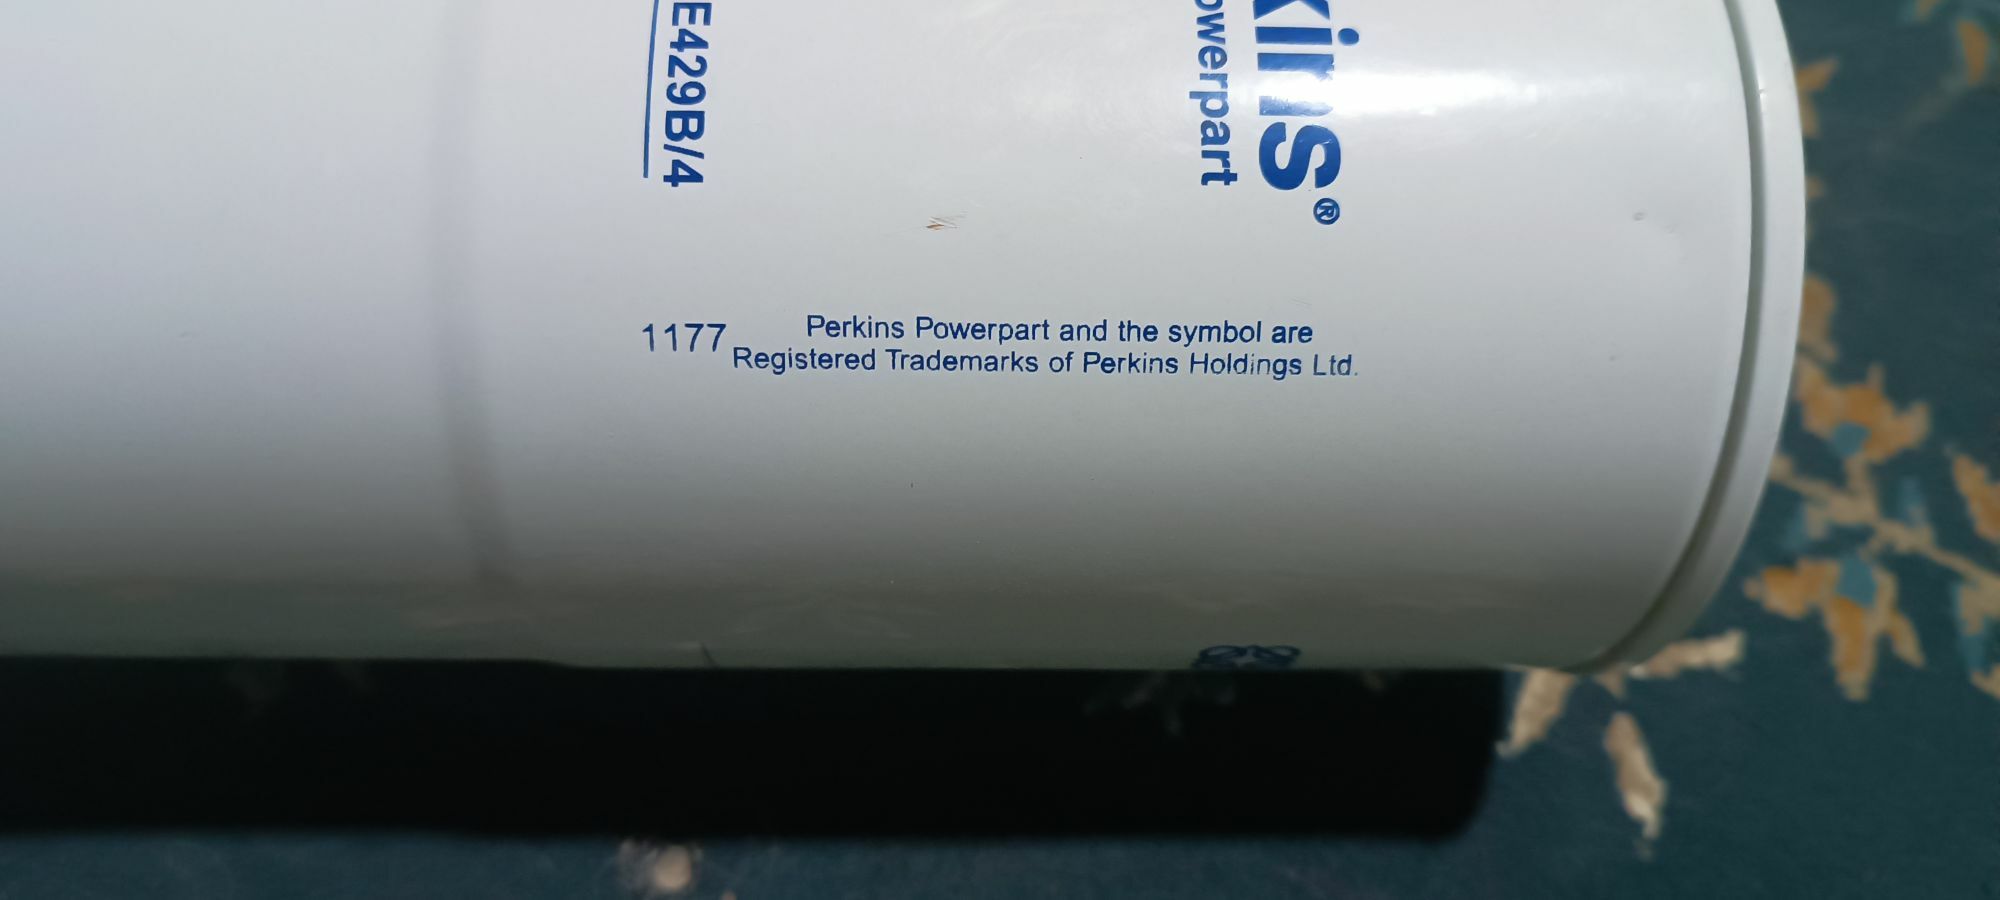 kins®
owerpart
E429B/4
1177
Perkins Powerpart and the symbol are
Registered Trademarks of Perkins Holdings Ltd.